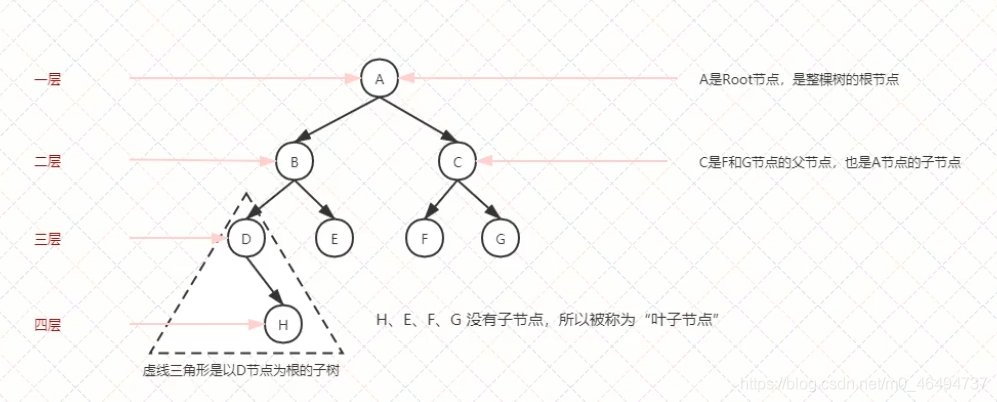 一层
A
A是Root节点，是整棵树的根节点
二层
B
C
C是F和G节点的父节点，也是A节点的子节点
三层
D
E
F
G
四层
H
H、E、F、G 没有子节点，所以被称为“叶子节点”
虚线三角形是以D节点为根的子树
https://blog.csdn.net/m0_46494737